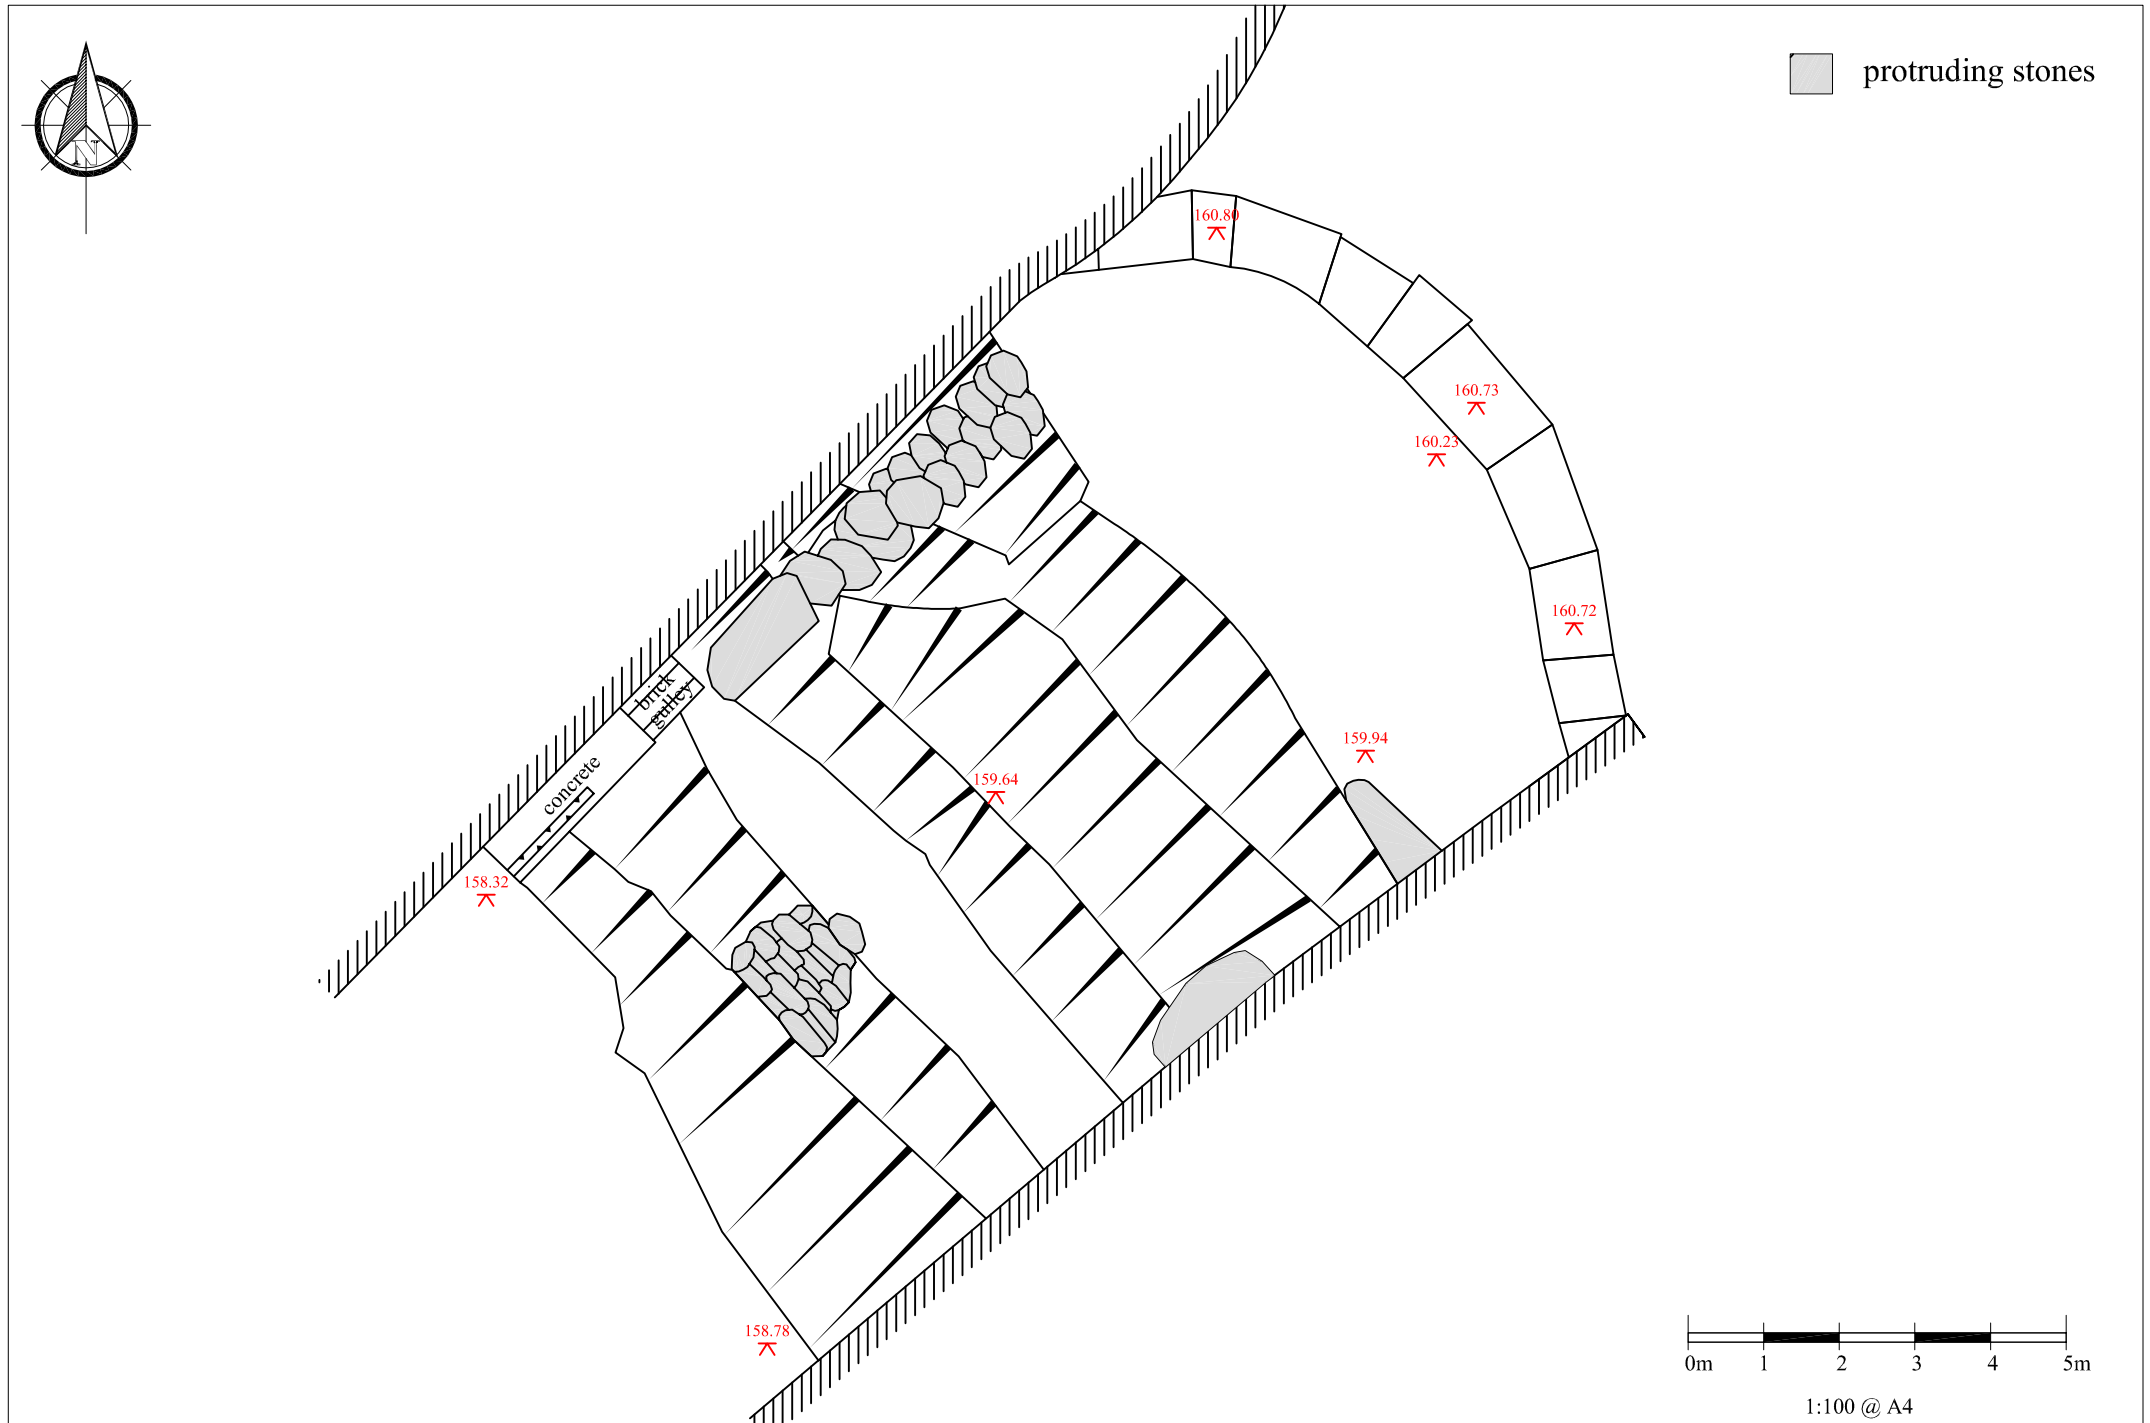 N
protruding stones
160.80
160.73
160.23
160.72
brick
gulley
159.94
concrete
159.64
158.32
158.78
0m 1 2 3 4 5m
1:100 @ A4